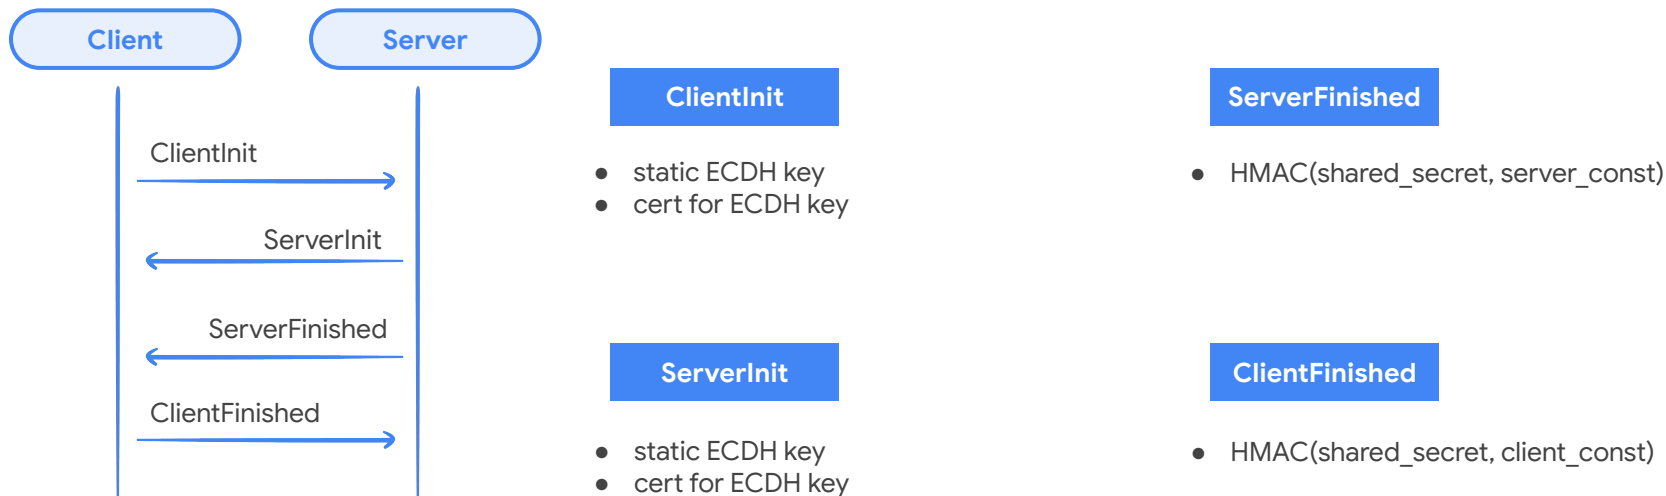 Client
Server
ClientInit
ServerInit
ServerFinished
ClientFinished
ClientInit
● static ECDH key
● cert for ECDH key
ServerInit
● static ECDH key
● cert for ECDH key
ServerFinished
● HMAC(shared_secret, server_const)
ClientFinished
● HMAC(shared_secret, client_const)